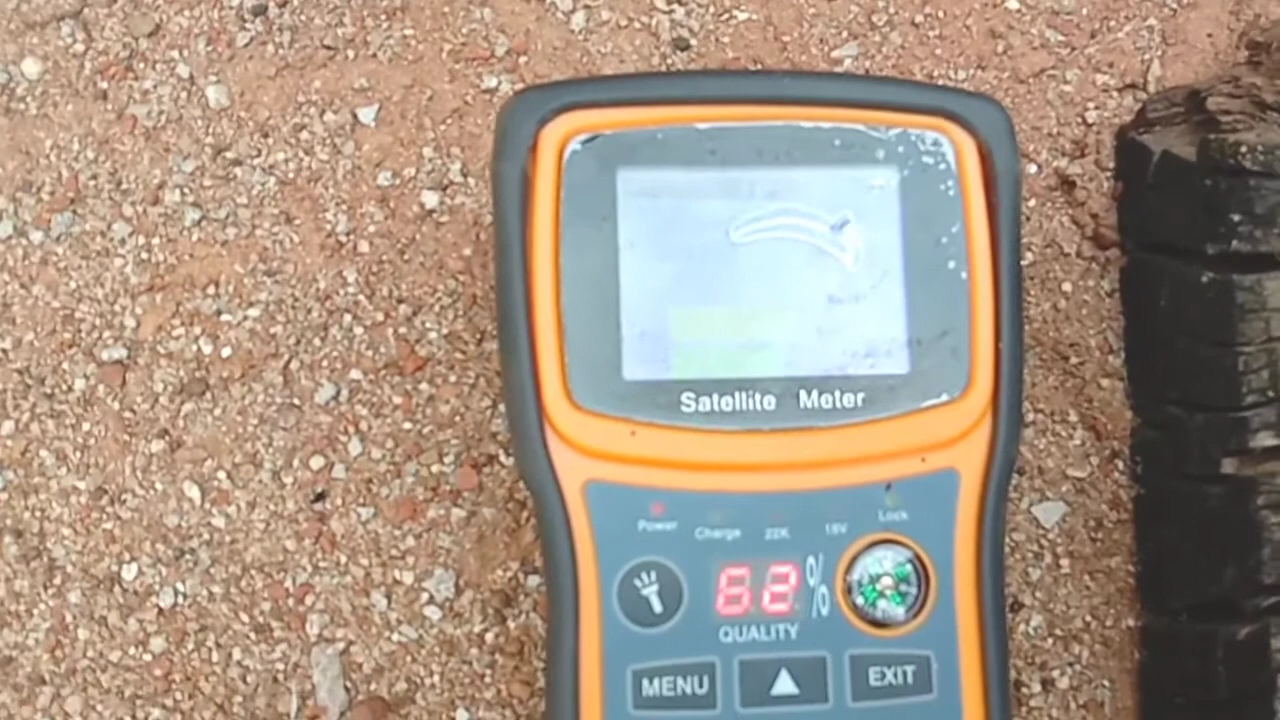 Satellite Meter
Power Charge 22K 18V Lock
62 %
QUALITY
MENU EXIT